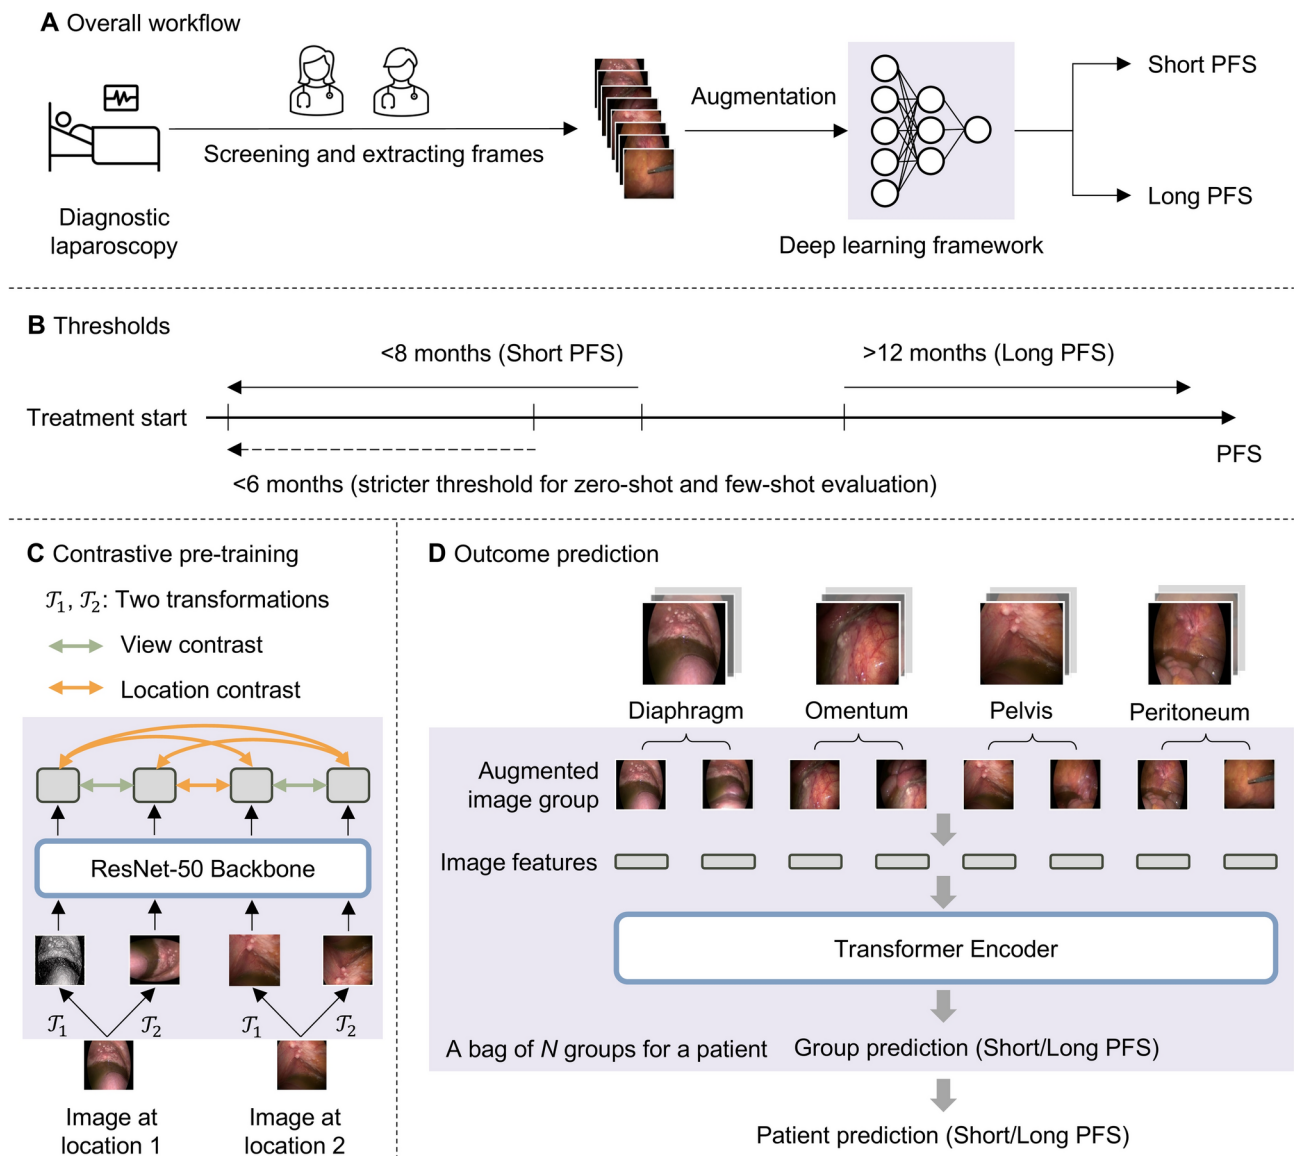 A Overall workflow
Diagnostic
laparoscopy
Screening and extracting frames
Augmentation
Deep learning framework
Short PFS
Long PFS
B Thresholds
<8 months (Short PFS)
>12 months (Long PFS)
Treatment start
PFS
<6 months (stricter threshold for zero-shot and few-shot evaluation)
C Contrastive pre-training
𝒯₁, 𝒯₂: Two transformations
View contrast
Location contrast
ResNet-50 Backbone
𝒯₁ 𝒯₂ 𝒯₁ 𝒯₂
Image at
location 1
Image at
location 2
D Outcome prediction
Diaphragm Omentum Pelvis Peritoneum
Augmented
image group
Image features
Transformer Encoder
A bag of N groups for a patient
Group prediction (Short/Long PFS)
Patient prediction (Short/Long PFS)